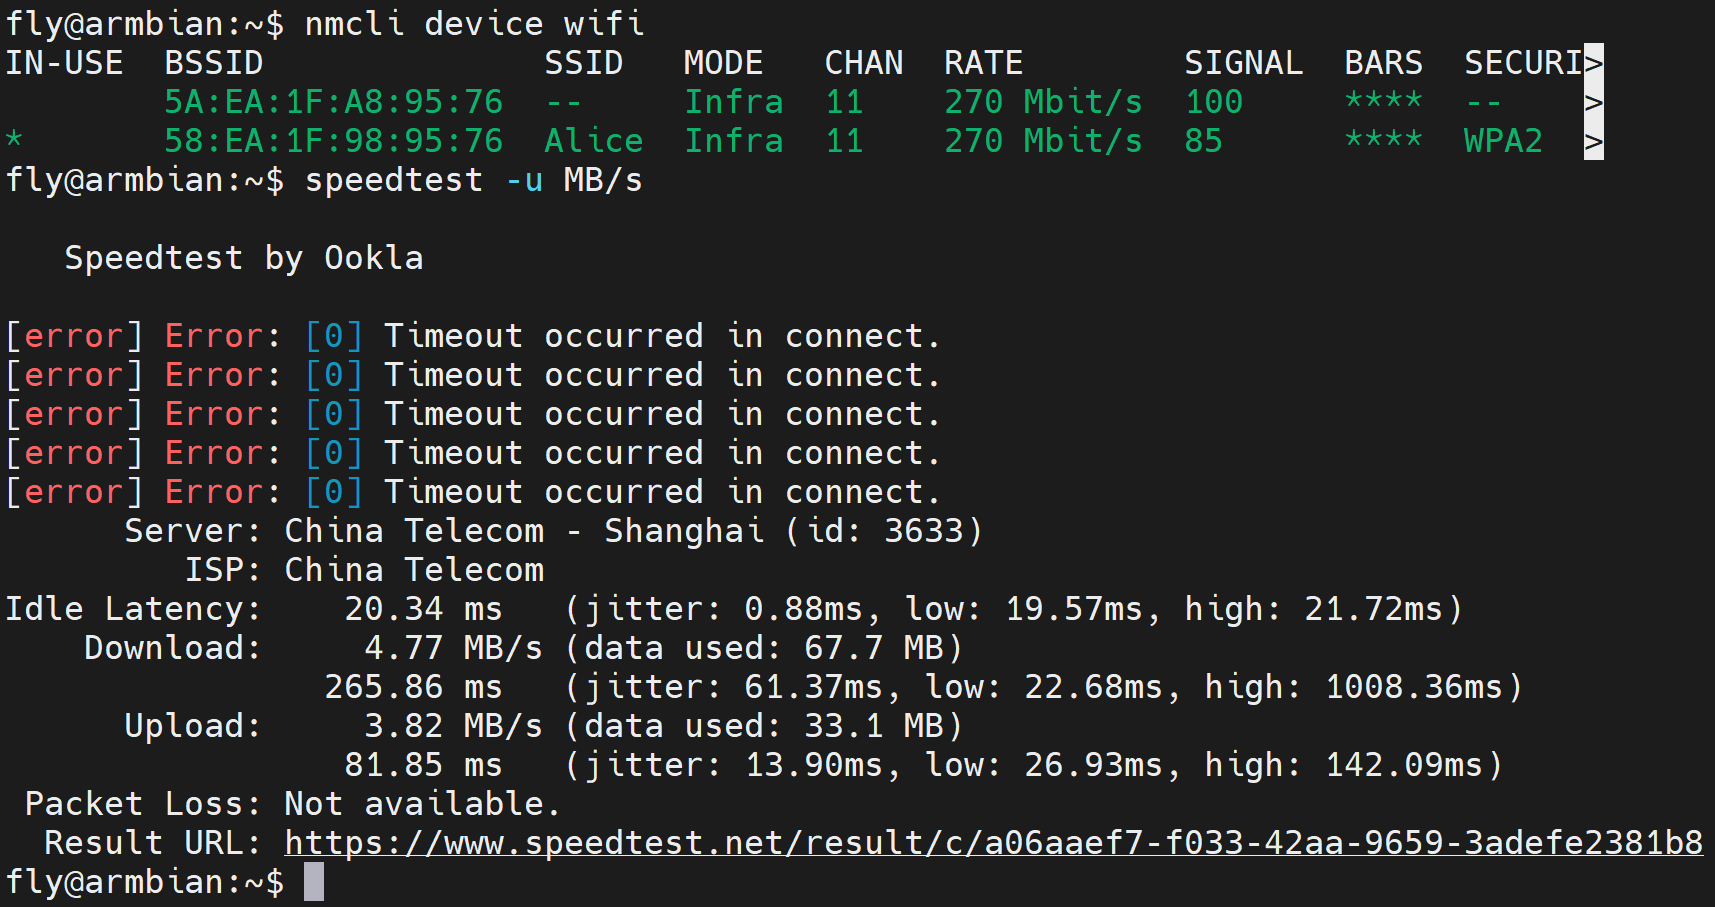 fly@armbian:~$ nmcli device wifi
IN-USE  BSSID              SSID   MODE   CHAN  RATE        SIGNAL  BARS  SECURI>
        5A:EA:1F:A8:95:76  --     Infra  11    270 Mbit/s  100     ****  --    >
*       58:EA:1F:98:95:76  Alice  Infra  11    270 Mbit/s  85      ****  WPA2  >
fly@armbian:~$ speedtest -u MB/s
   Speedtest by Ookla
[error] Error: [0] Timeout occurred in connect.
[error] Error: [0] Timeout occurred in connect.
[error] Error: [0] Timeout occurred in connect.
[error] Error: [0] Timeout occurred in connect.
[error] Error: [0] Timeout occurred in connect.
      Server: China Telecom - Shanghai (id: 3633)
         ISP: China Telecom
Idle Latency:    20.34 ms   (jitter: 0.88ms, low: 19.57ms, high: 21.72ms)
    Download:     4.77 MB/s (data used: 67.7 MB)
                265.86 ms   (jitter: 61.37ms, low: 22.68ms, high: 1008.36ms)
      Upload:     3.82 MB/s (data used: 33.1 MB)
                 81.85 ms   (jitter: 13.90ms, low: 26.93ms, high: 142.09ms)
 Packet Loss: Not available.
  Result URL: https://www.speedtest.net/result/c/a06aaef7-f033-42aa-9659-3adefe2381b8
fly@armbian:~$